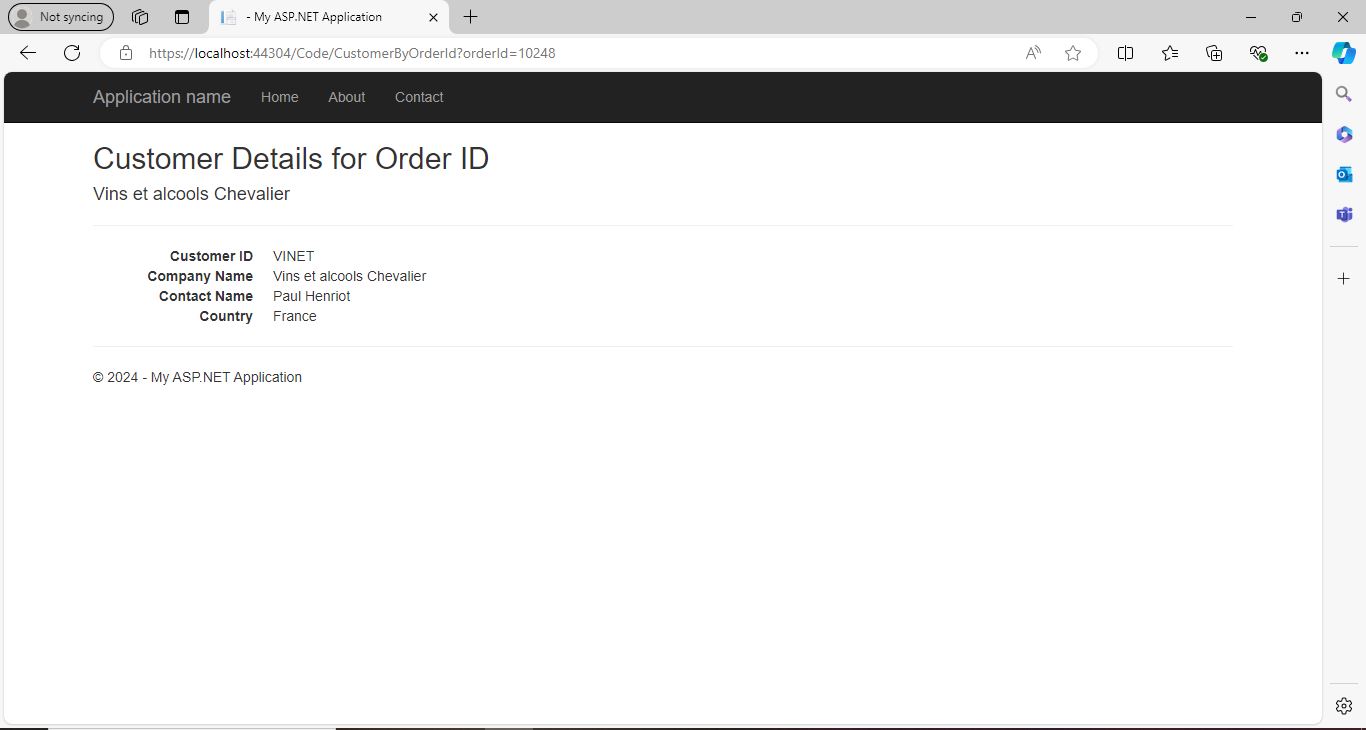 Not syncing
- My ASP.NET Application
https://localhost:44304/Code/CustomerByOrderId?orderId=10248
Application name Home About Contact
Customer Details for Order ID
Vins et alcools Chevalier
Customer ID VINET
Company Name Vins et alcools Chevalier
Contact Name Paul Henriot
Country France
© 2024 - My ASP.NET Application